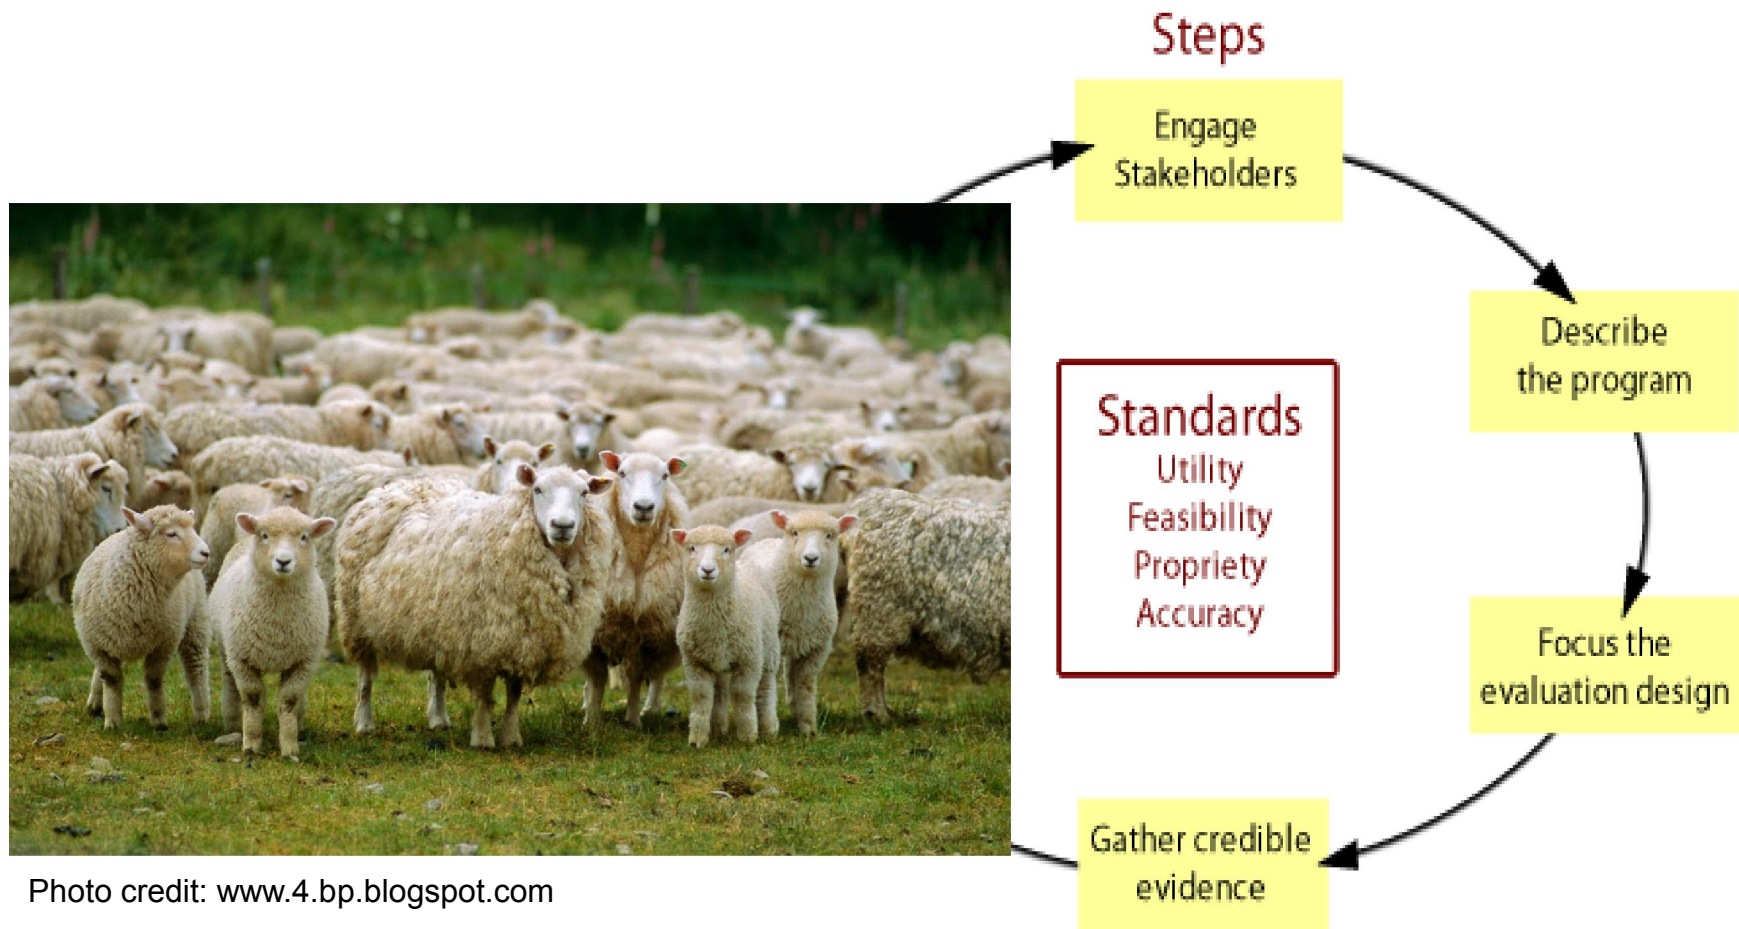 Steps
Engage
Stakeholders
Describe
the program
Standards
Utility
Feasibility
Propriety
Accuracy
Focus the
evaluation design
Gather credible
evidence
Photo credit: www.4.bp.blogspot.com